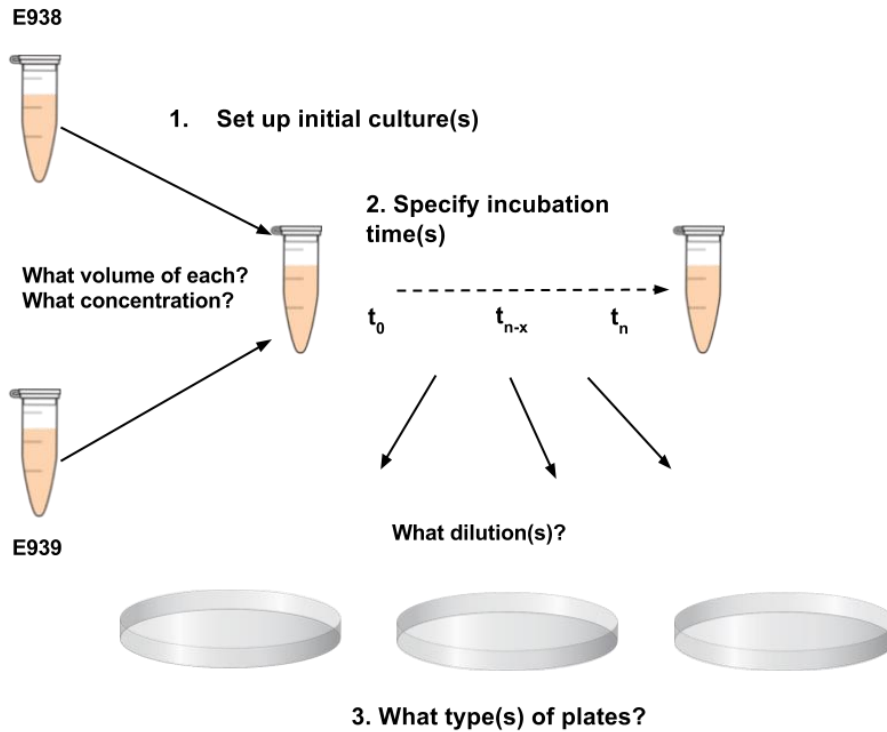 E938
1. Set up initial culture(s)
2. Specify incubation
time(s)
What volume of each?
What concentration?
t0
tn-x
tn
E939
What dilution(s)?
3. What type(s) of plates?